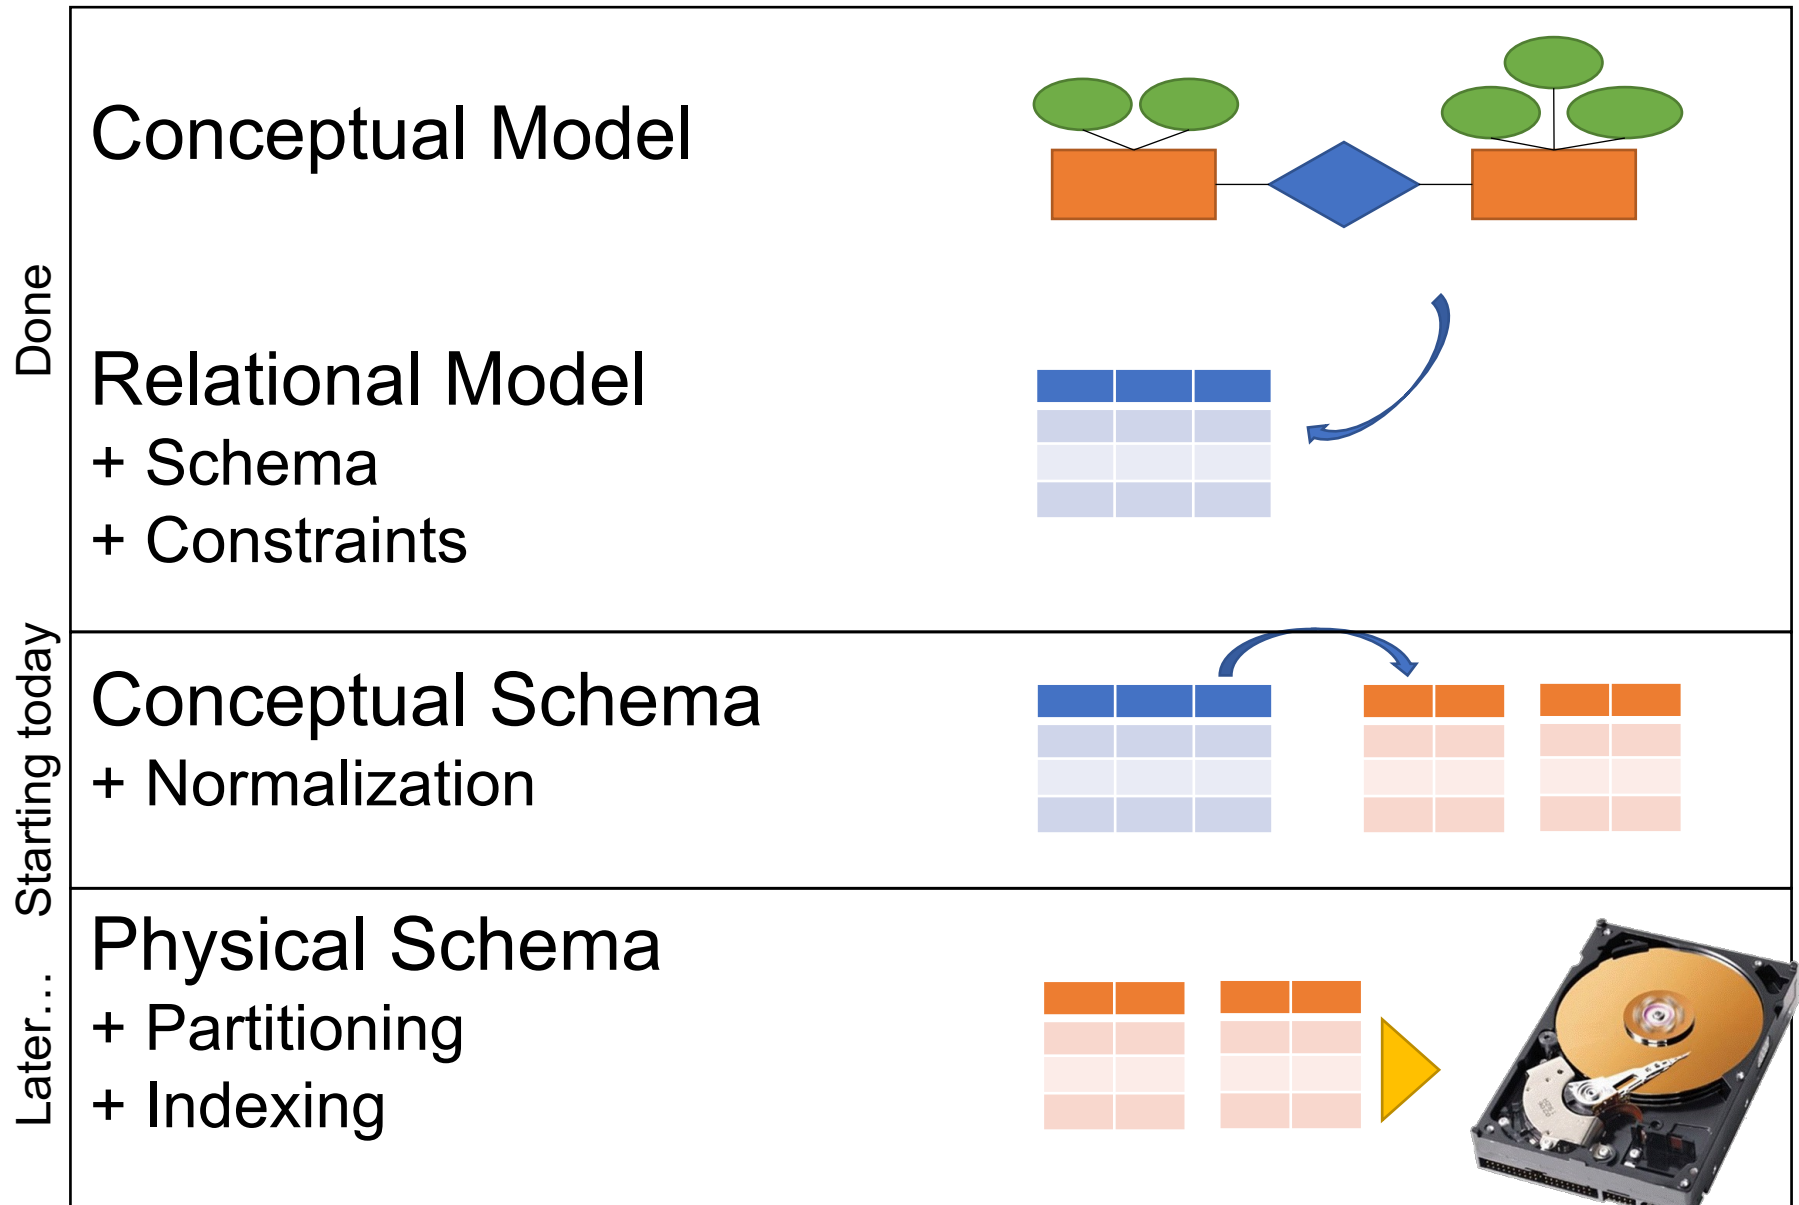 Done
Conceptual Model
Relational Model
+ Schema
+ Constraints
Starting today
Conceptual Schema
+ Normalization
Later…
Physical Schema
+ Partitioning
+ Indexing